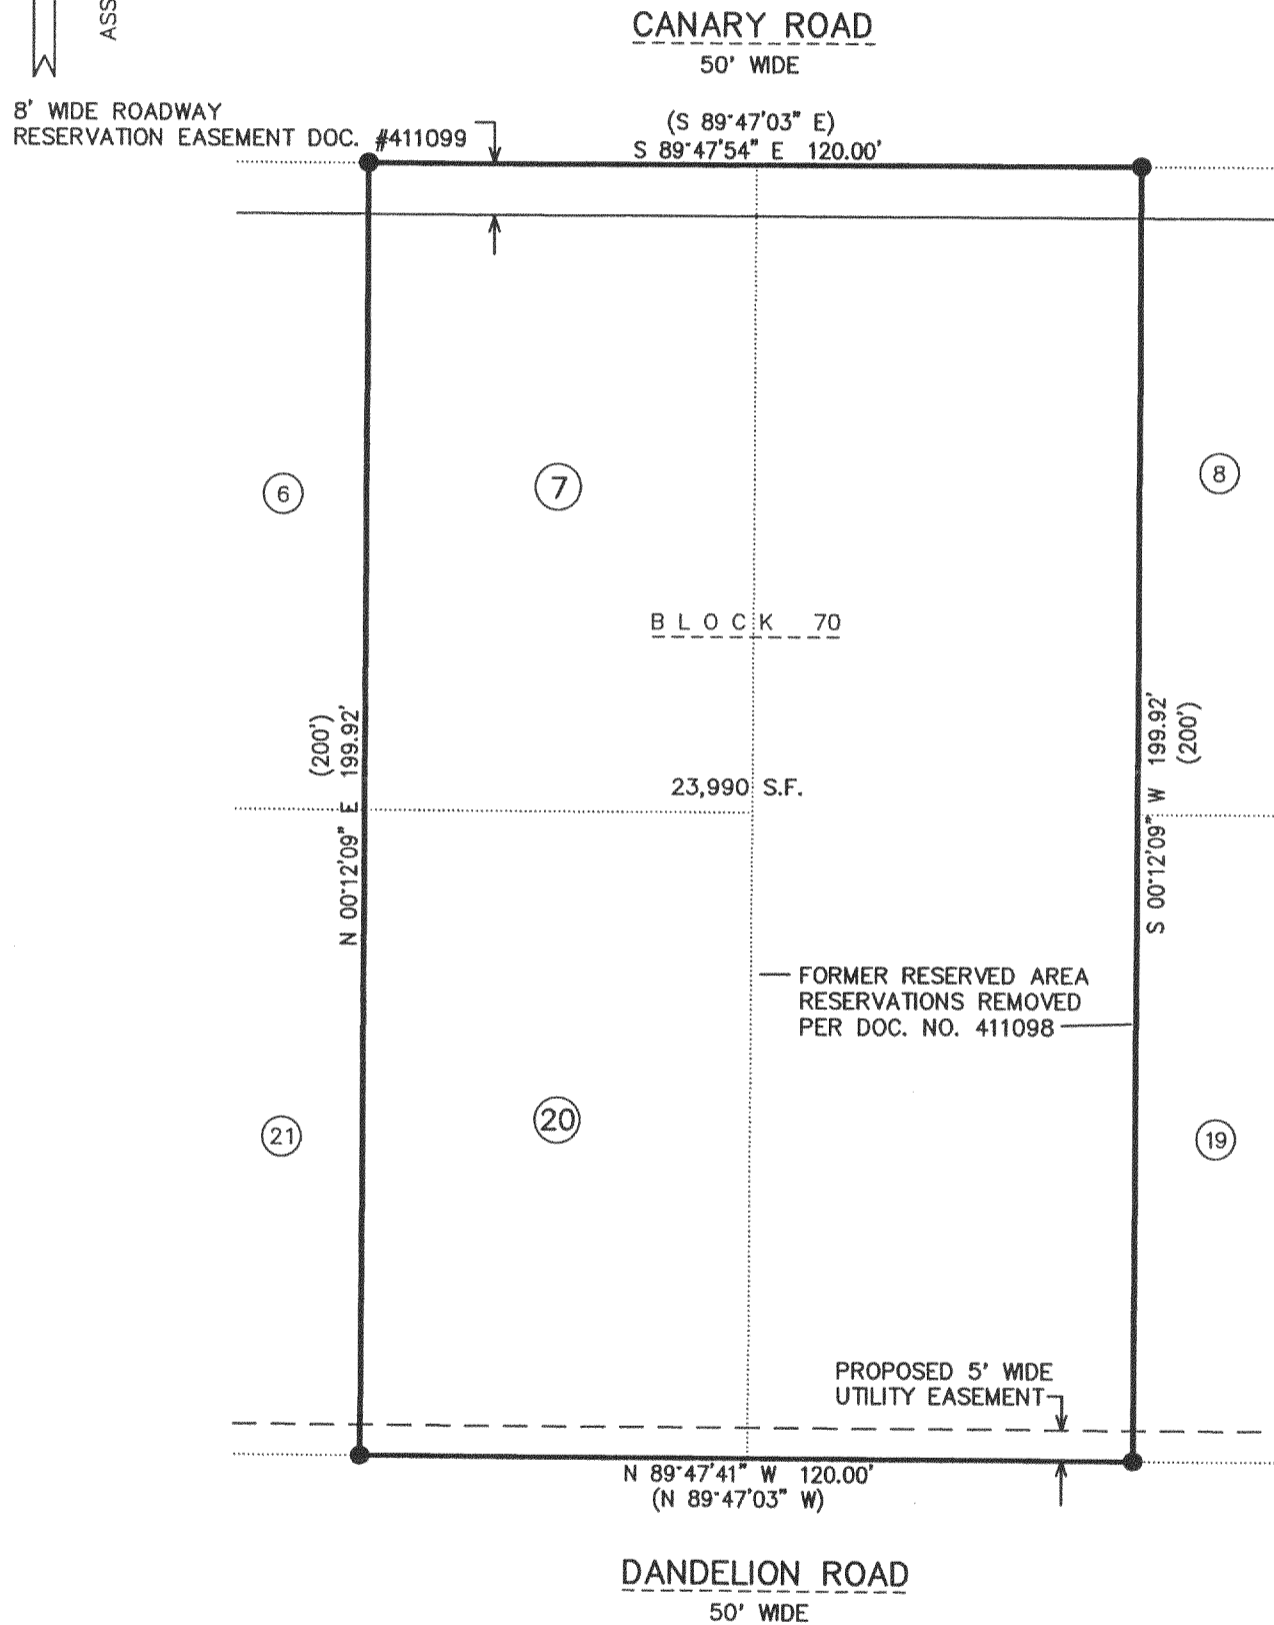 ASS
CANARY ROAD
50' WIDE
8' WIDE ROADWAY
RESERVATION EASEMENT DOC. #411099
(S 89°47'03" E)
S 89°47'54" E 120.00'
6
7
8
BLOCK 70
(200')
N 00°12'09" E 199.92'
S 00°12'09" W 199.92'
(200')
23,990 S.F.
FORMER RESERVED AREA
RESERVATIONS REMOVED
PER DOC. NO. 411098
21
20
19
PROPOSED 5' WIDE
UTILITY EASEMENT
N 89°47'41" W 120.00'
(N 89°47'03" W)
DANDELION ROAD
50' WIDE